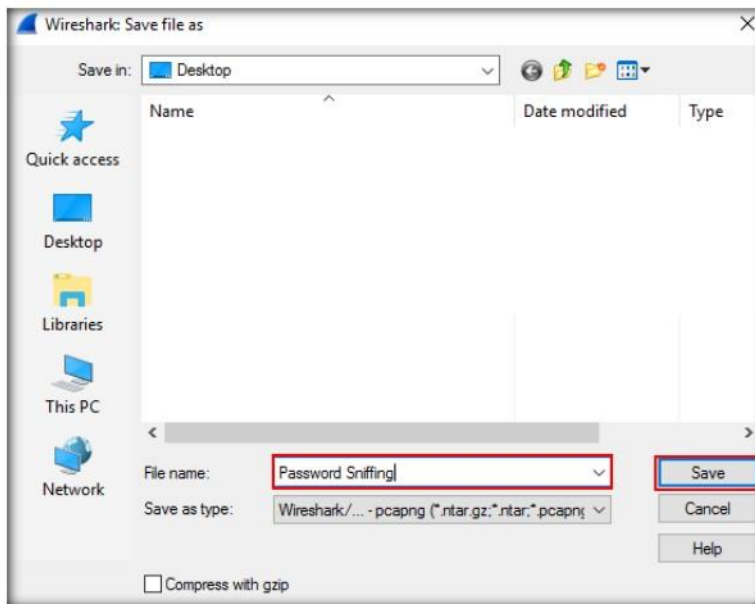 Wireshark: Save file as
Save in: Desktop
Name Date modified Type
Quick access
Desktop
Libraries
This PC
Network
File name: Password Sniffing
Save
Save as type: Wireshark/... - pcapng (*.ntar.gz;*.ntar;*.pcapng
Cancel
Help
Compress with gzip